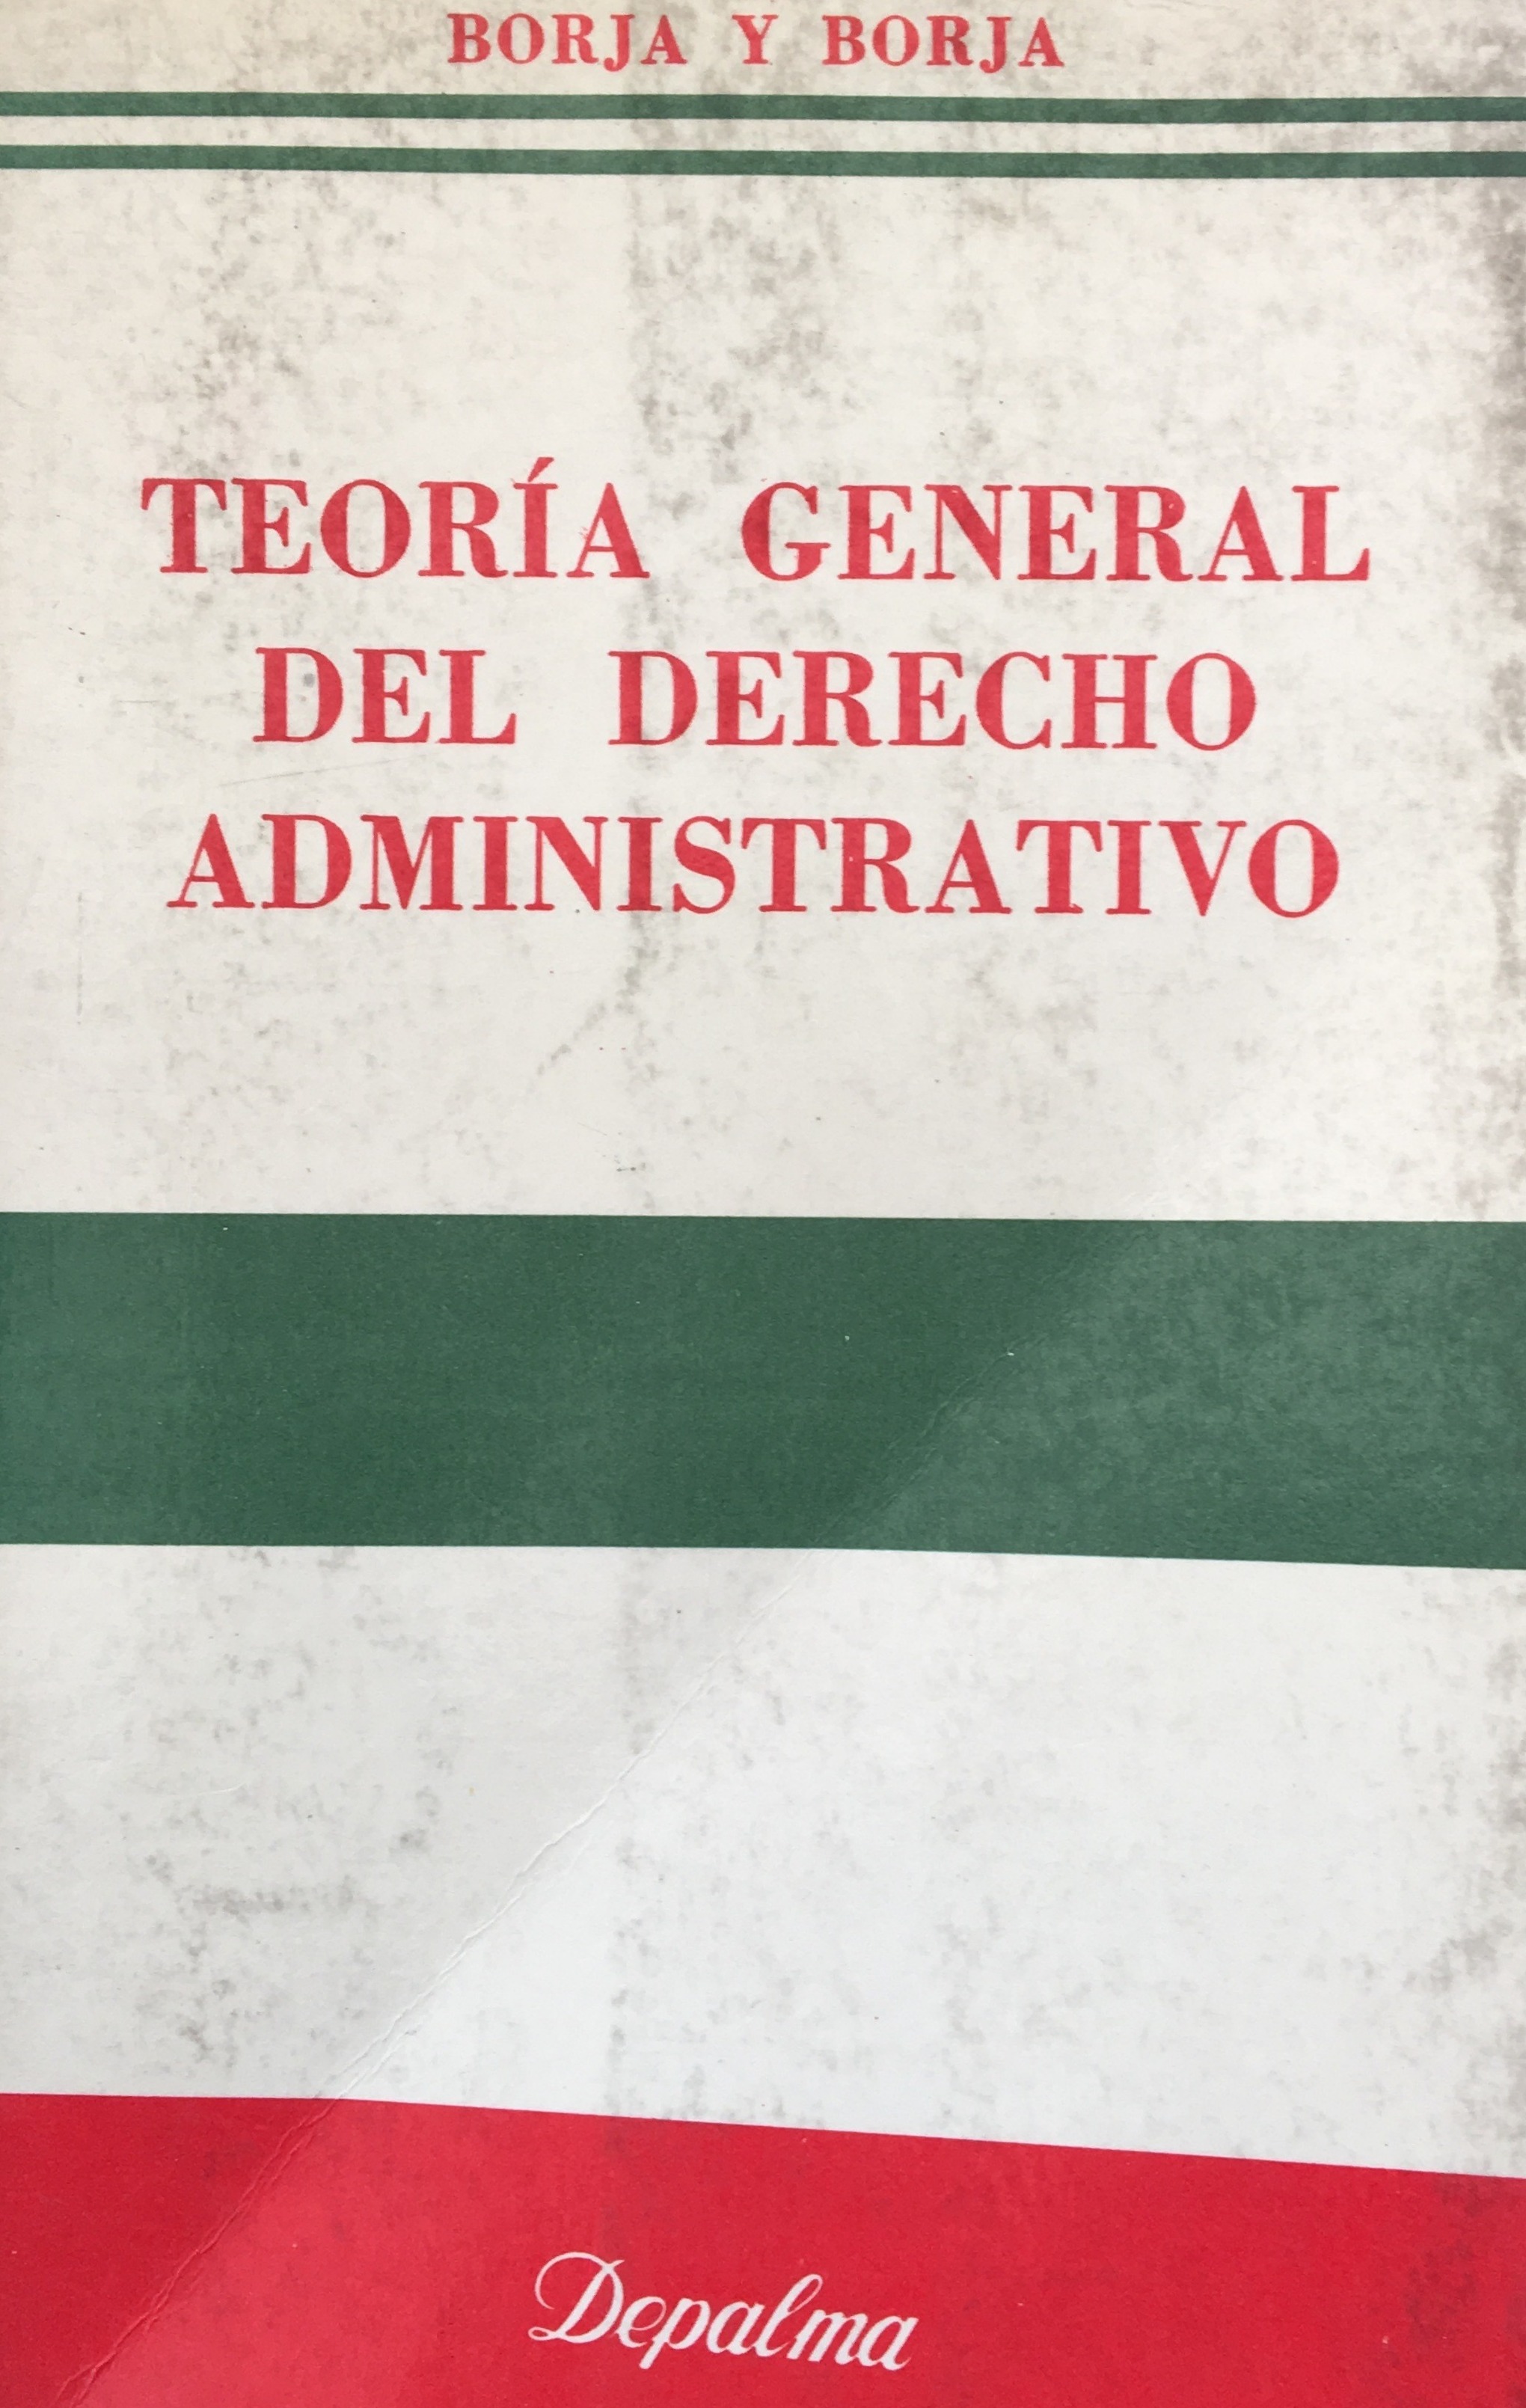 BORJA Y BORJA
TEORÍA GENERAL
DEL DERECHO
ADMINISTRATIVO
Depalma